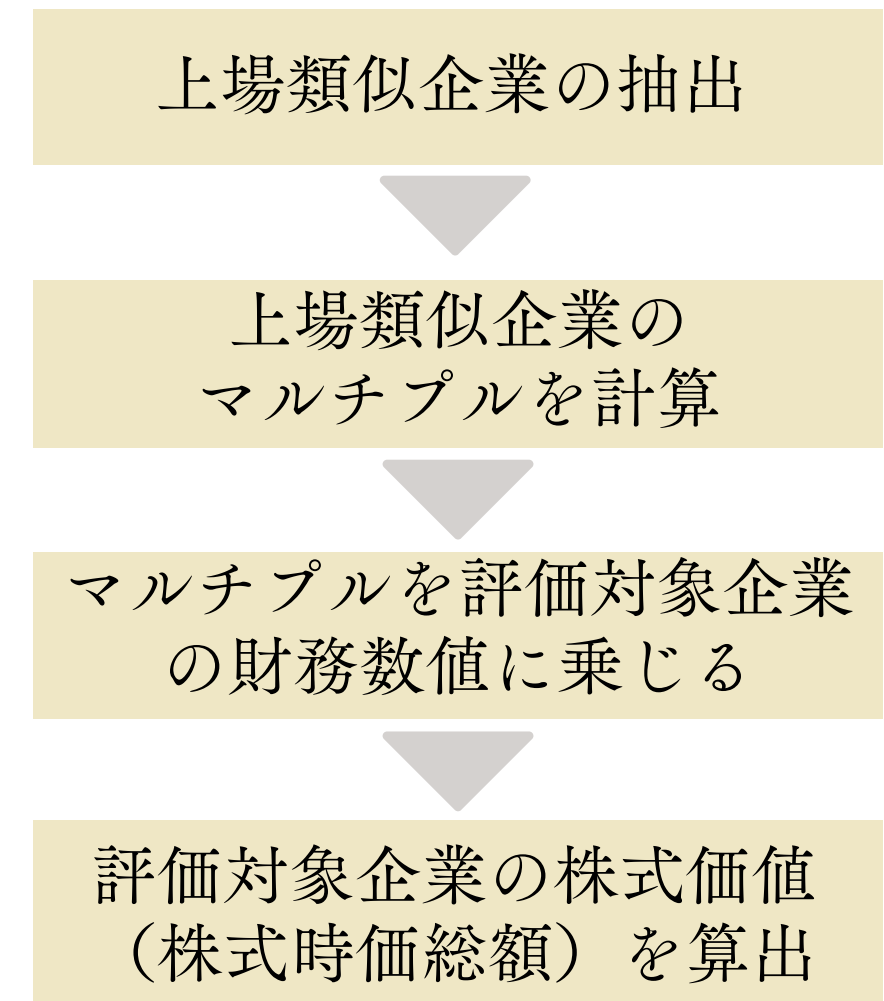 上場類似企業の抽出
上場類似企業の
マルチプルを計算
マルチプルを評価対象企業
の財務数値に乗じる
評価対象企業の株式価値
（株式時価総額）を算出